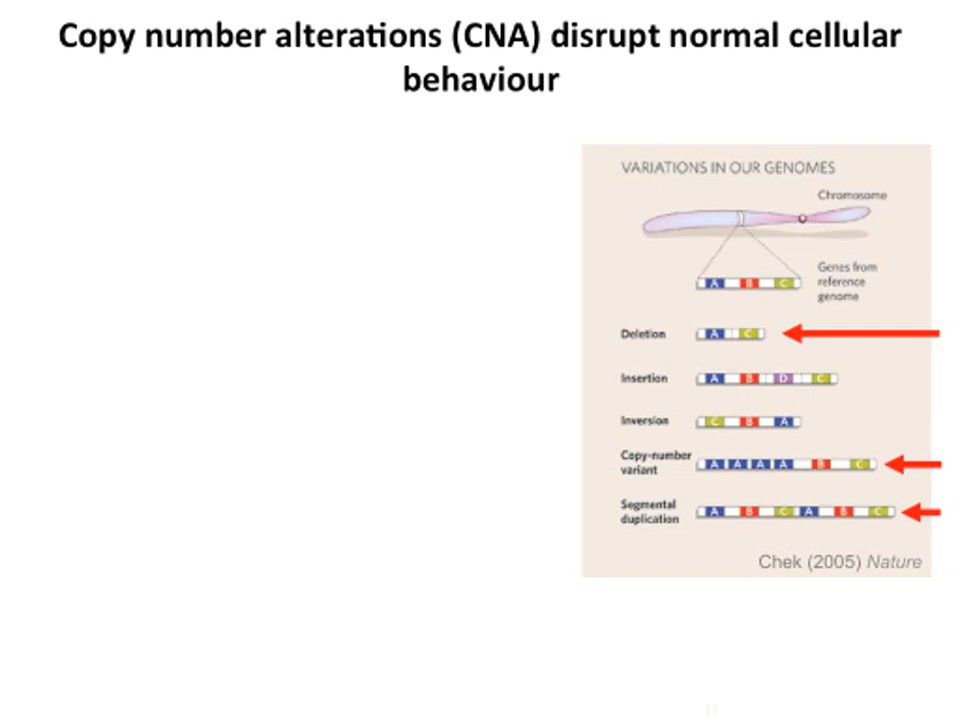 Copy number alterations (CNA) disrupt normal cellular
behaviour
VARIATIONS IN OUR GENOMES
Chromosome
A B C
Genes from
reference
genome
Deletion
A C
Insertion
A B D C
Inversion
C B A
Copy-number
variant
A A A A B C
Segmental
duplication
A B C A B C
Chek (2005) Nature
11